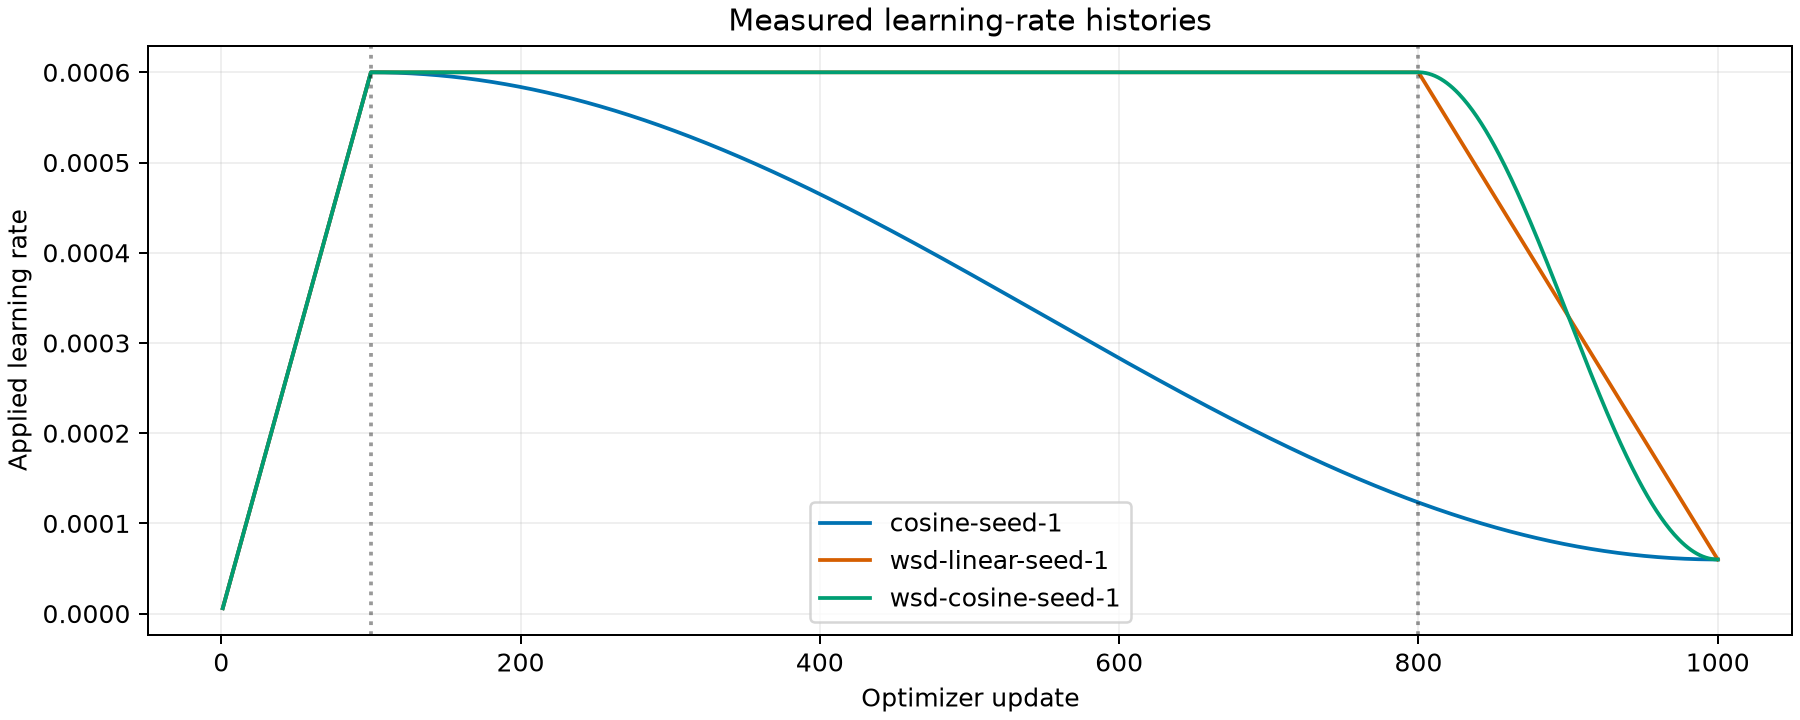 Measured learning-rate histories
Applied learning rate
0.0006
0.0005
0.0004
0.0003
0.0002
0.0001
0.0000
cosine-seed-1
wsd-linear-seed-1
wsd-cosine-seed-1
0 200 400 600 800 1000
Optimizer update